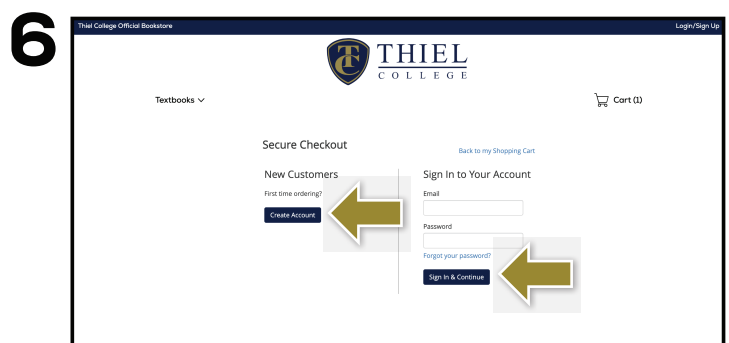 6
Thiel College Official Bookstore
Login/Sign Up
TC
THIEL
COLLEGE
Textbooks
Cart (1)
Secure Checkout
Back to my Shopping Cart
New Customers
First time ordering?
Create Account
Sign In to Your Account
Email
Password
Forgot your password?
Sign In & Continue